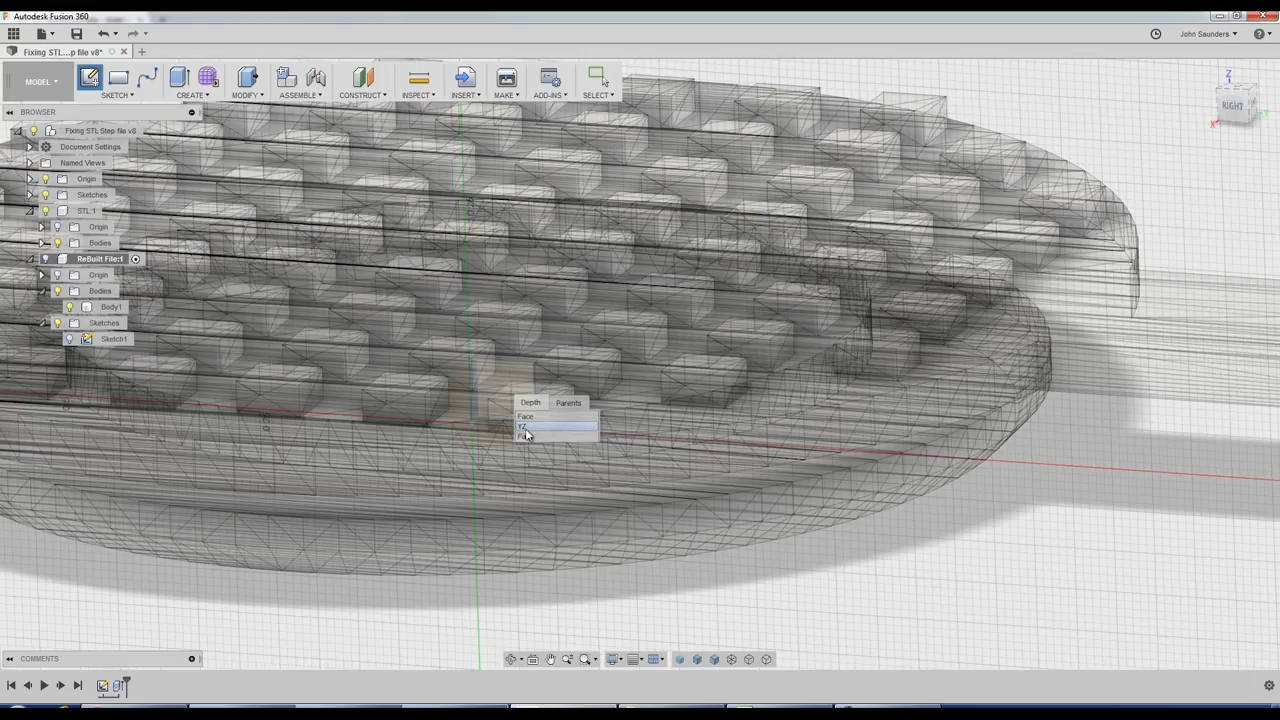 Autodesk Fusion 360
John Saunders
Fixing STL...p file v8*
MODEL
SKETCH
CREATE
MODIFY
ASSEMBLE
CONSTRUCT
INSPECT
INSERT
MAKE
ADD-INS
SELECT
BROWSER
Fixing STL Step file v8
Document Settings
Named Views
Origin
Sketches
STL:1
Origin
Bodies
ReBuilt File:1
Origin
Bodies
Body1
Sketches
Sketch1
Z
RIGHT
X
Y
Depth
Parents
Face
YZ
COMMENTS